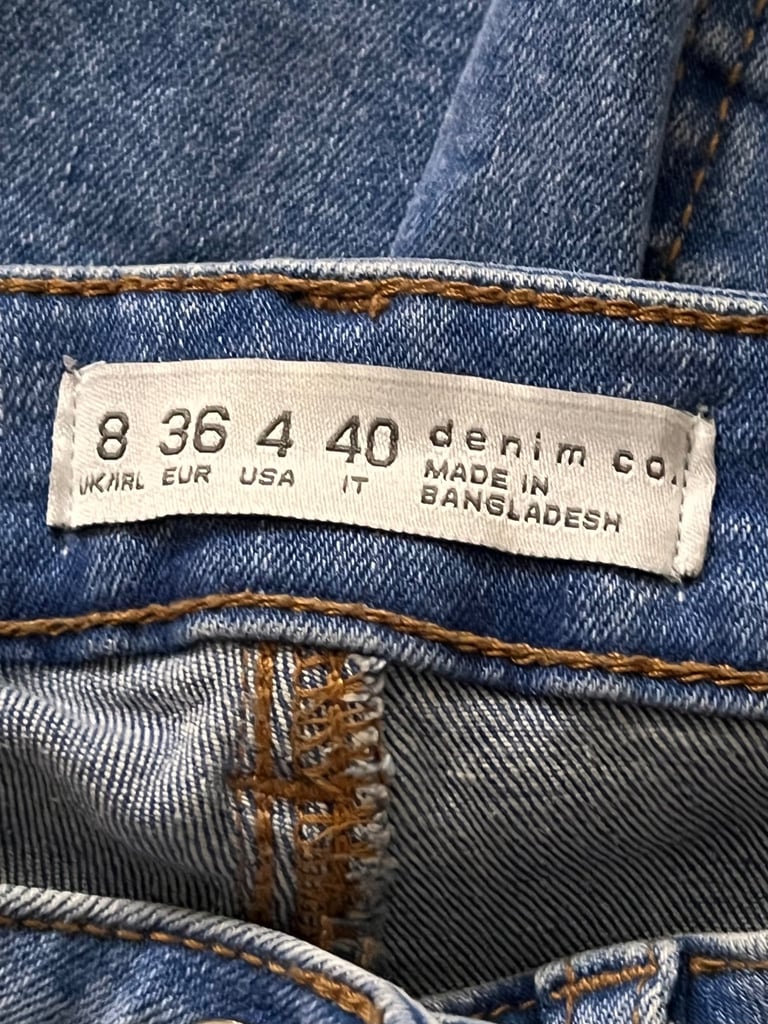 8 36 4 40 denim co.
UK/IRL EUR USA IT MADE IN
BANGLADESH